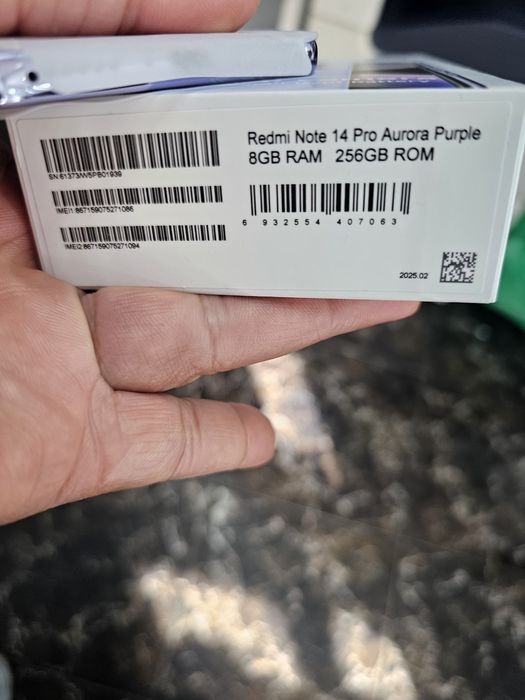 SN:61373/W5PB01939
IMEI1:867159075271086
IMEI2:867159075271094
Redmi Note 14 Pro Aurora Purple
8GB RAM 256GB ROM
6 932554 407063
2025.02